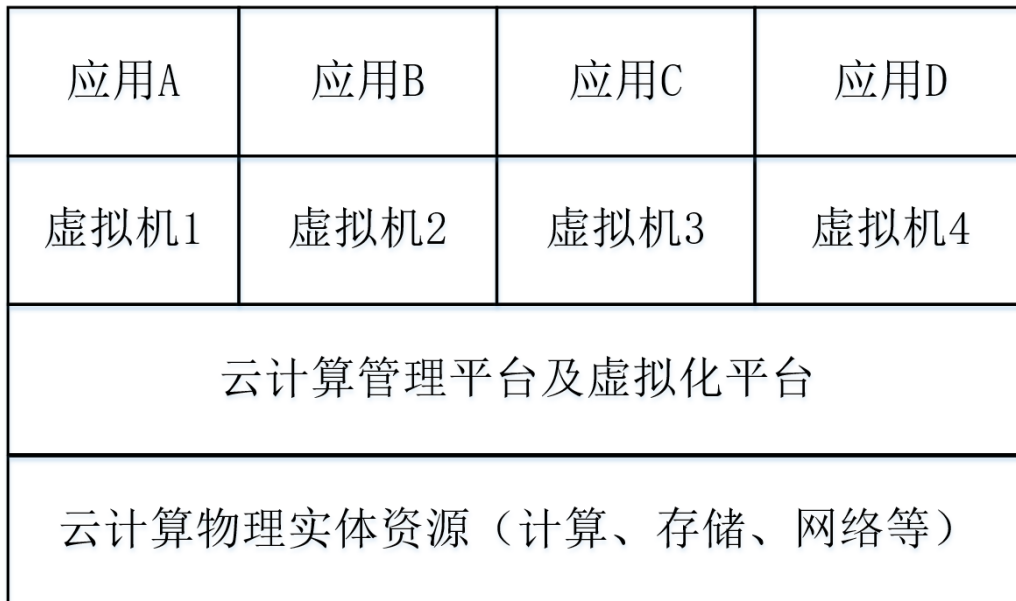 应用A 应用B 应用C 应用D
虚拟机1 虚拟机2 虚拟机3 虚拟机4
云计算管理平台及虚拟化平台
云计算物理实体资源（计算、存储、网络等）